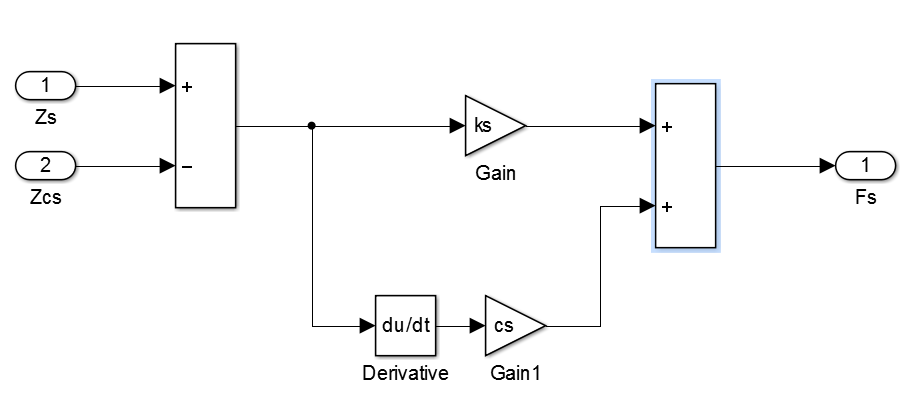 1
+
Zs
2
−
Zcs
ks
Gain
+
+
1
Fs
du/dt
Derivative
cs
Gain1